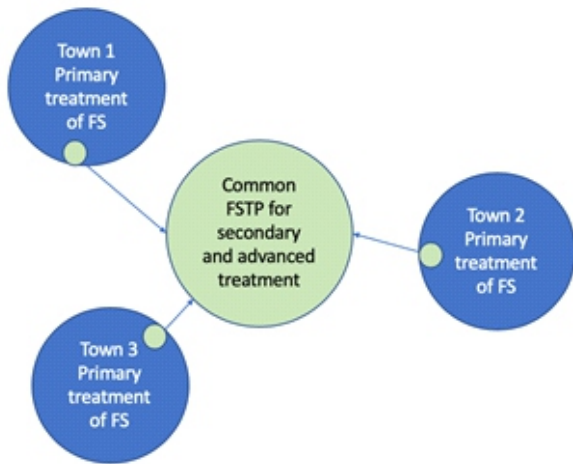 Town 1
Primary
treatment
of FS
Common
FSTP for
secondary
and advanced
treatment
Town 2
Primary
treatment
of FS
Town 3
Primary
treatment
of FS